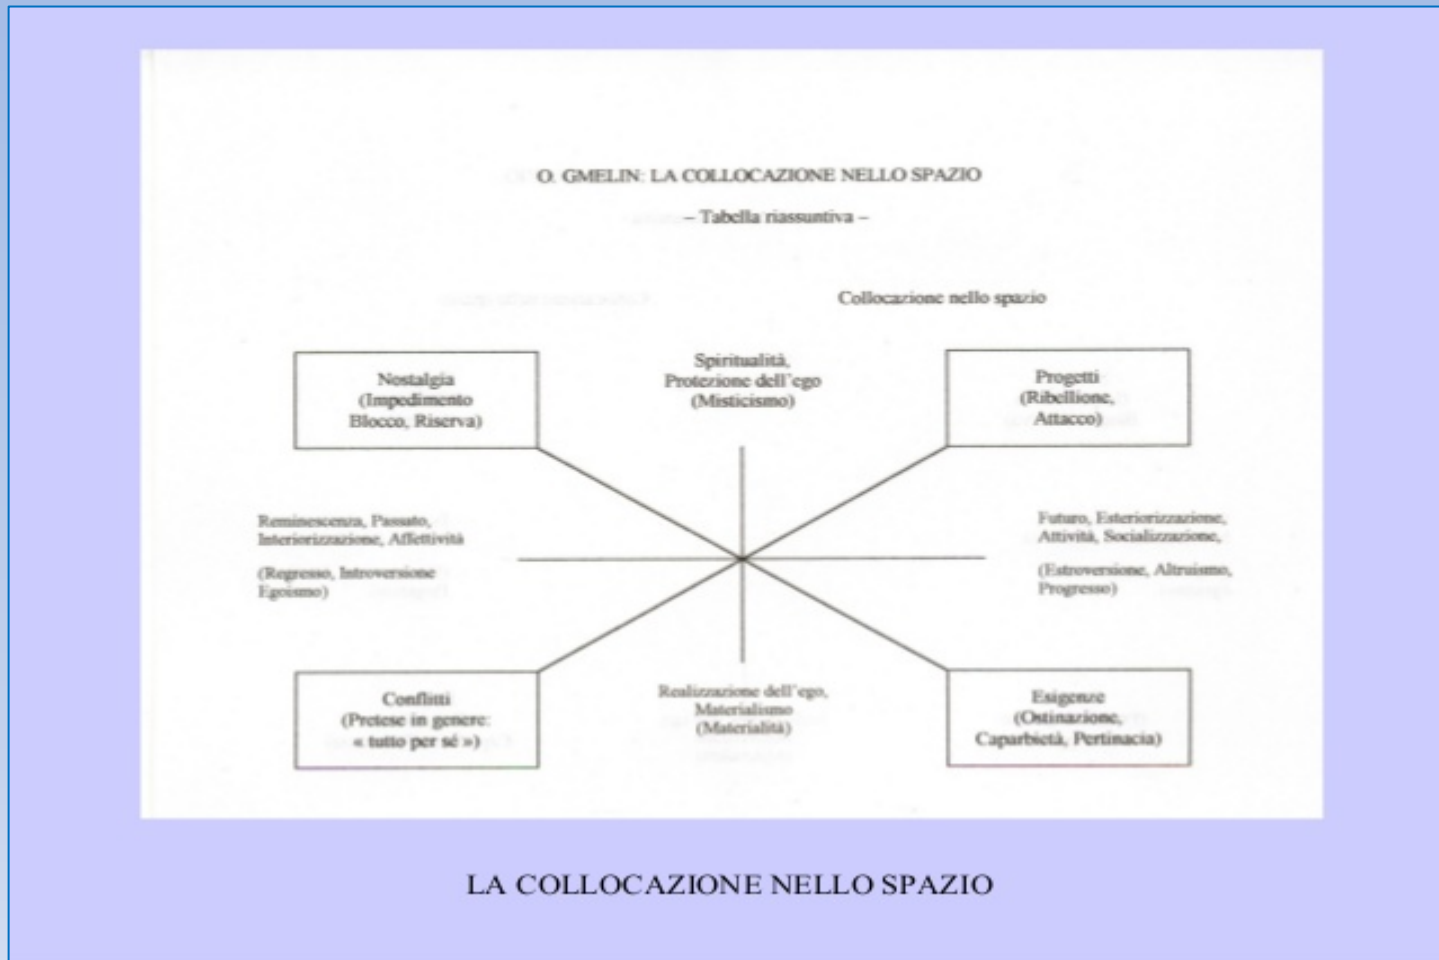 O. GMELIN: LA COLLOCAZIONE NELLO SPAZIO
– Tabella riassuntiva –
Collocazione nello spazio
Nostalgia
(Impedimento
Blocco, Riserva)
Spiritualità,
Protezione dell'ego
(Misticismo)
Progetti
(Ribellione,
Attacco)
Reminescenza, Passato,
Interiorizzazione, Affettività
(Regresso, Introversione
Egoismo)
Futuro, Esteriorizzazione,
Attività, Socializzazione,
(Estroversione, Altruismo,
Progresso)
Conflitti
(Pretese in genere:
« tutto per sé »)
Realizzazione dell'ego,
Materialismo
(Materialità)
Esigenze
(Ostinazione,
Caparbietà, Pertinacia)
LA COLLOCAZIONE NELLO SPAZIO